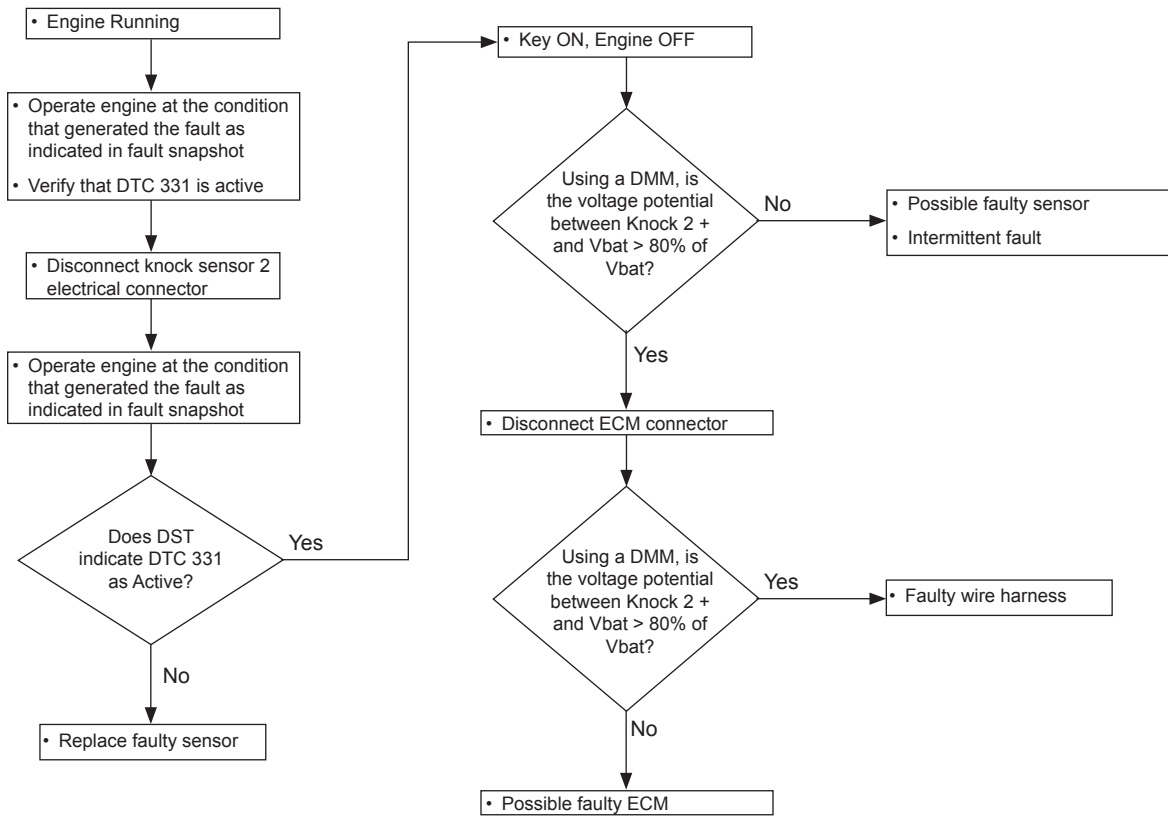 • Engine Running
• Operate engine at the condition
that generated the fault as
indicated in fault snapshot
• Verify that DTC 331 is active
• Disconnect knock sensor 2
electrical connector
• Operate engine at the condition
that generated the fault as
indicated in fault snapshot
Does DST
indicate DTC 331
as Active?
Yes
No
• Replace faulty sensor
• Key ON, Engine OFF
Using a DMM, is
the voltage potential
between Knock 2 +
and Vbat > 80% of
Vbat?
No
• Possible faulty sensor
• Intermittent fault
Yes
• Disconnect ECM connector
Using a DMM, is
the voltage potential
between Knock 2 +
and Vbat > 80% of
Vbat?
Yes
• Faulty wire harness
No
• Possible faulty ECM